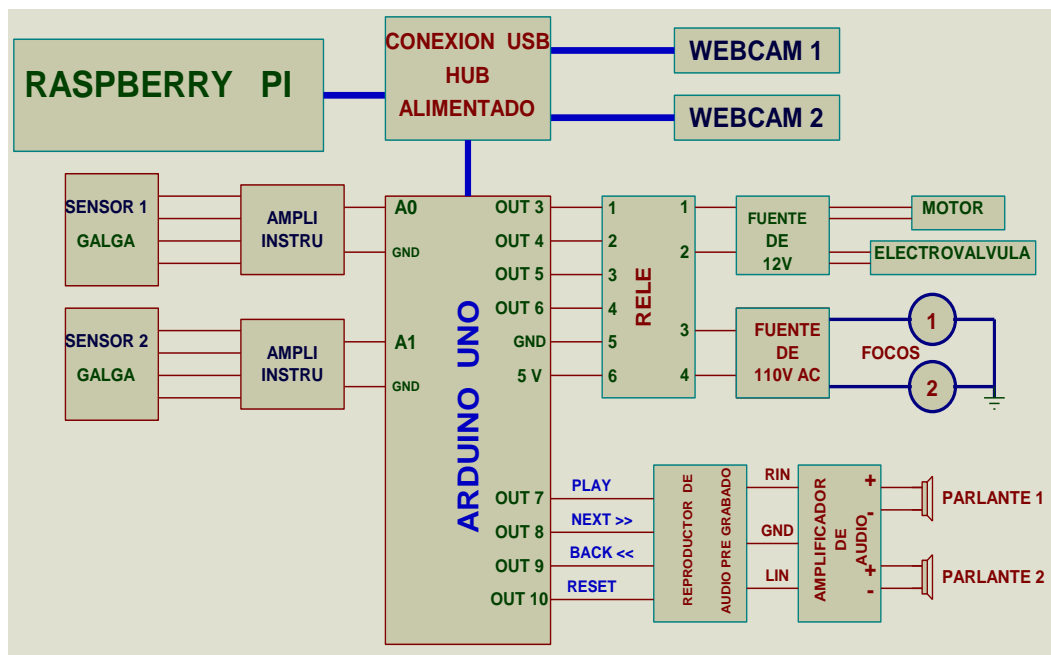 RASPBERRY PI
CONEXION USB
HUB
ALIMENTADO
WEBCAM 1
WEBCAM 2
SENSOR 1
GALGA
AMPLI
INSTRU
A0
GND
SENSOR 2
GALGA
AMPLI
INSTRU
A1
GND
ARDUINO UNO
OUT 3
OUT 4
OUT 5
OUT 6
GND
5 V
OUT 7
OUT 8
OUT 9
OUT 10
1
2
3
4
5
6
RELE
1
2
3
4
FUENTE
DE
12V
MOTOR
ELECTROVALVULA
FUENTE
DE
110V AC
FOCOS
1
2
PLAY
NEXT >>
BACK <<
RESET
REPRODUCTOR DE
AUDIO PRE GRABADO
RIN
GND
LIN
AMPLIFICADOR
DE
AUDIO
+
-
+
-
PARLANTE 1
PARLANTE 2